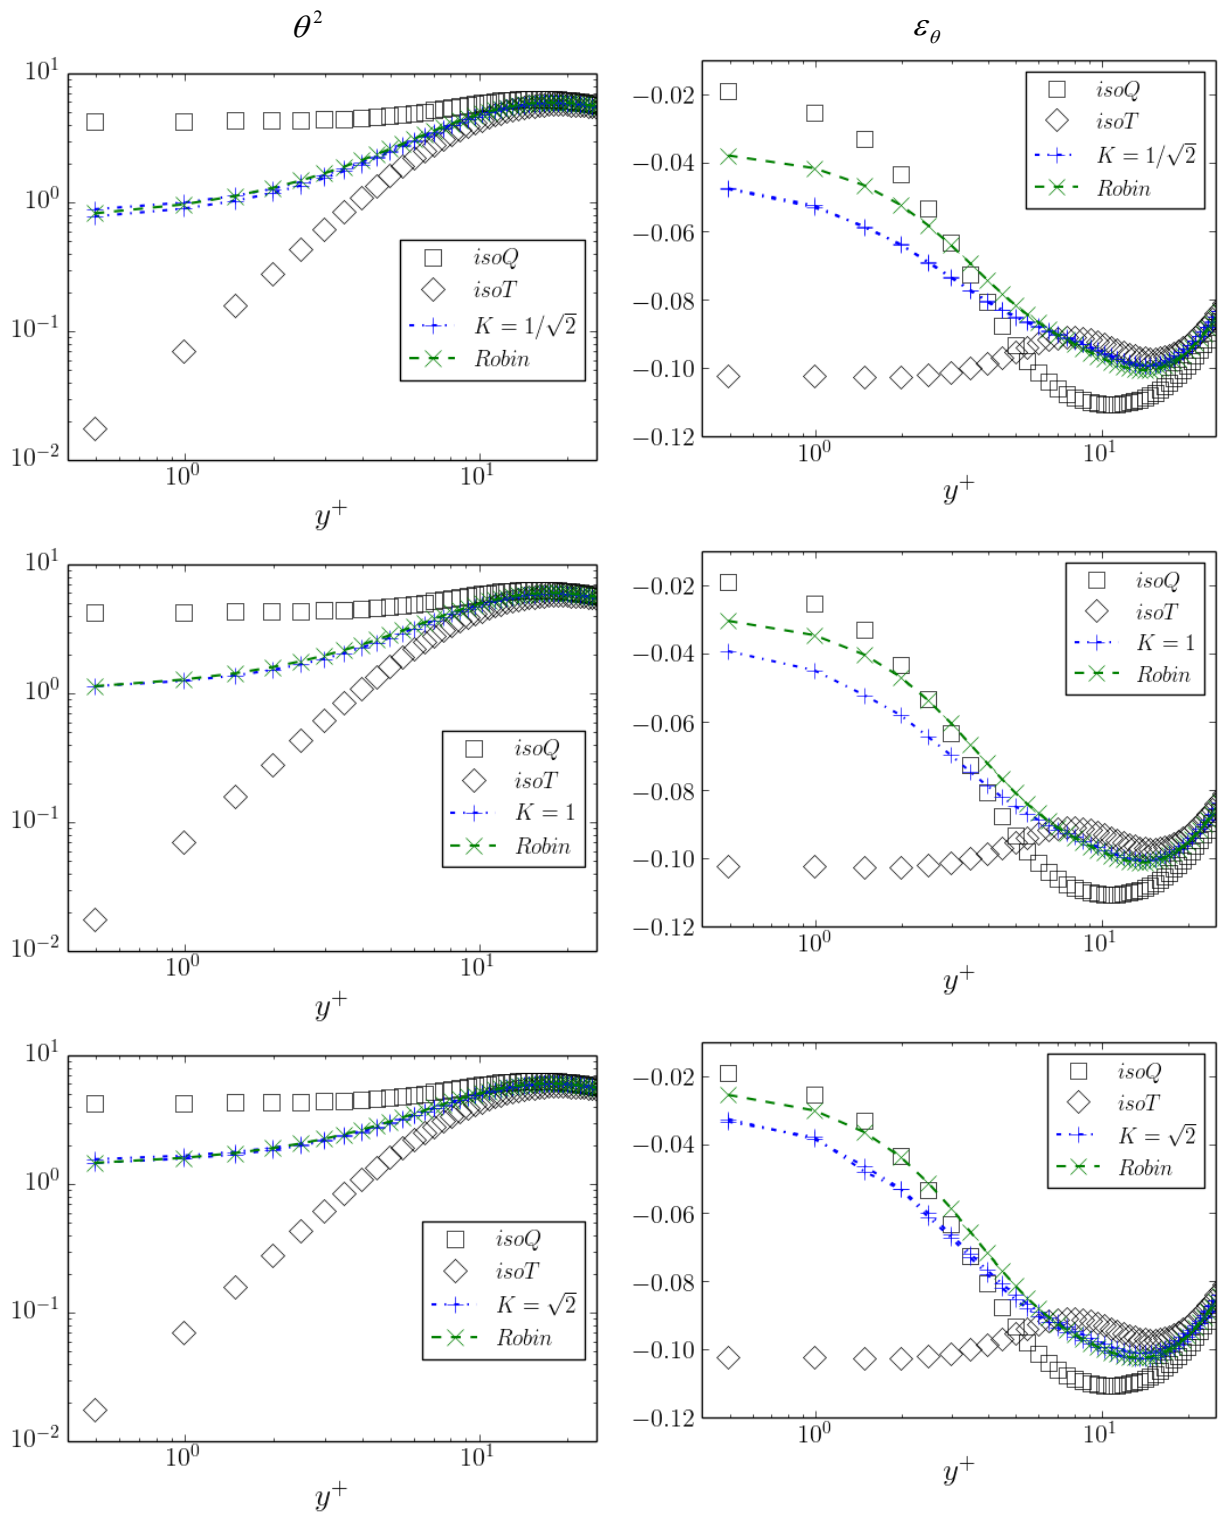 θ² ε_θ
10¹
10⁰
10⁻¹
10⁻²
10⁰ 10¹
y⁺
isoQ
isoT
K = 1/√2
Robin
−0.02
−0.04
−0.06
−0.08
−0.10
−0.12
10⁰ 10¹
y⁺
isoQ
isoT
K = 1/√2
Robin
10¹
10⁰
10⁻¹
10⁻²
10⁰ 10¹
y⁺
isoQ
isoT
K = 1
Robin
−0.02
−0.04
−0.06
−0.08
−0.10
−0.12
10⁰ 10¹
y⁺
isoQ
isoT
K = 1
Robin
10¹
10⁰
10⁻¹
10⁻²
10⁰ 10¹
y⁺
isoQ
isoT
K = √2
Robin
−0.02
−0.04
−0.06
−0.08
−0.10
−0.12
10⁰ 10¹
y⁺
isoQ
isoT
K = √2
Robin